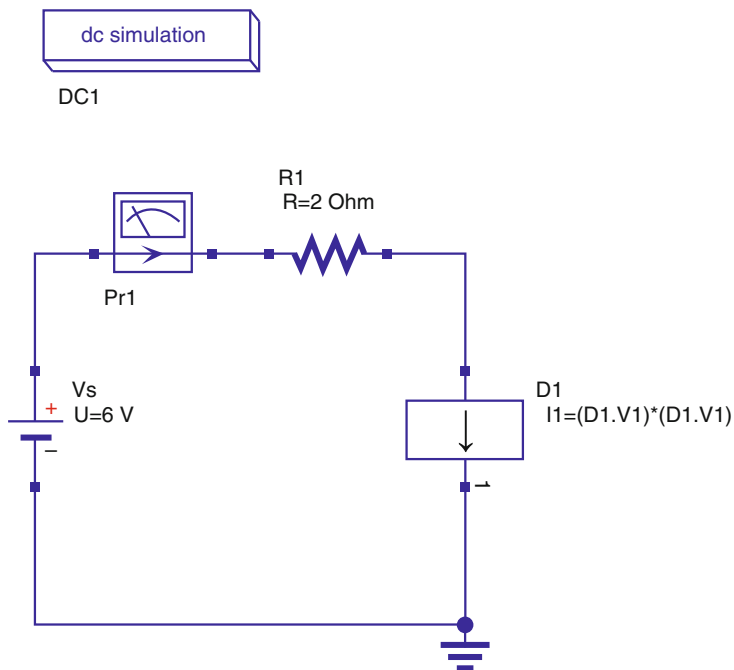 dc simulation
DC1
R1
R=2 Ohm
Pr1
Vs
+
U=6 V
–
D1
I1=(D1.V1)*(D1.V1)
1